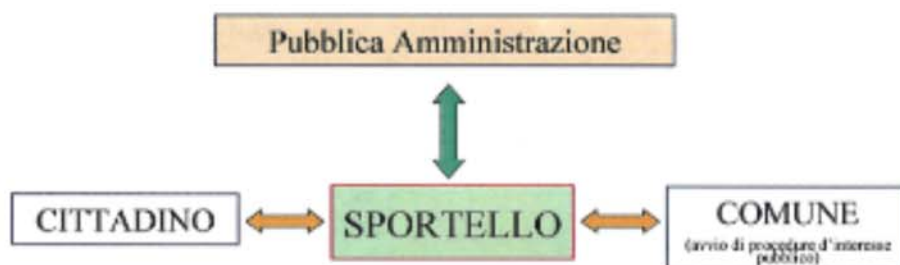 Pubblica Amministrazione
CITTADINO
SPORTELLO
COMUNE
(avvio di procedure d'interesse
pubblico)